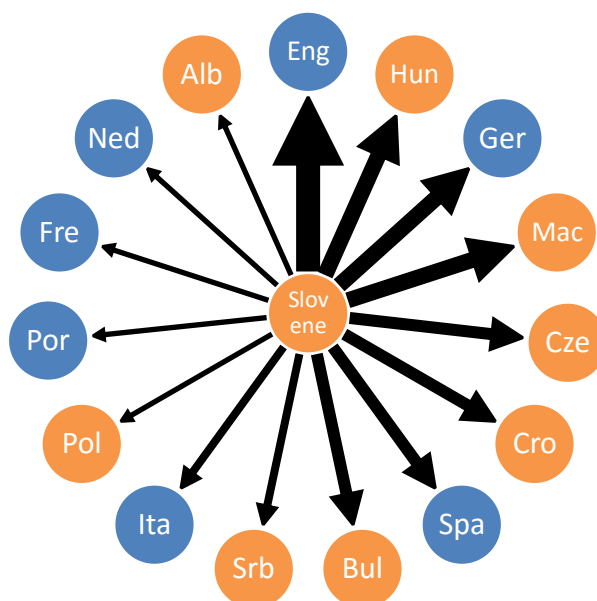 Eng
Hun
Ger
Mac
Cze
Cro
Spa
Bul
Srb
Ita
Pol
Por
Fre
Ned
Alb
Slov
ene